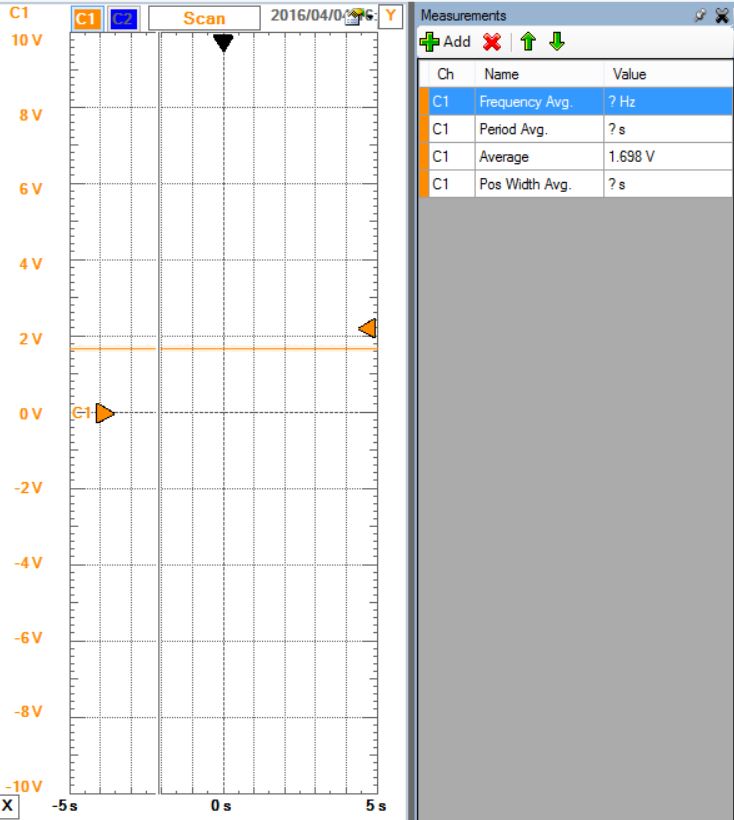 C1
C1 C2 Scan 2016/04/04 Y
10 V
8 V
6 V
4 V
2 V
0 V
C1
-2 V
-4 V
-6 V
-8 V
-10 V
X -5 s 0 s 5 s
Measurements
Add
Ch Name Value
C1 Frequency Avg. ? Hz
C1 Period Avg. ? s
C1 Average 1.698 V
C1 Pos Width Avg. ? s